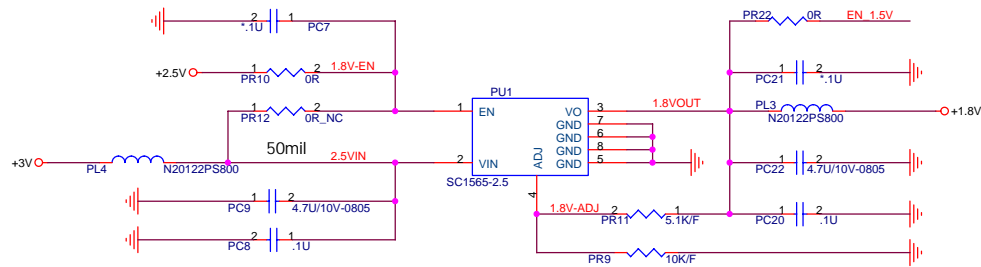 2 1 PR22 0R EN_1.5V
*.1U PC7
+2.5V 1 2 1.8V-EN
PR10 0R
1 2
PR12 0R_NC
PU1
1 EN VO 3 1.8VOUT
GND 7
GND 6
GND 8
GND 5
50mil 2.5VIN 2 VIN ADJ
+3V PL4 N20122PS800
SC1565-2.5
4
1 2
PC9 4.7U/10V-0805
2 1
PC8 .1U
1 2
PC21 *.1U
PL3
N20122PS800 +1.8V
1 2
PC22 4.7U/10V-0805
1.8V-ADJ 2 1
PR11 5.1K/F
1 2
PC20 .1U
PR9 10K/F